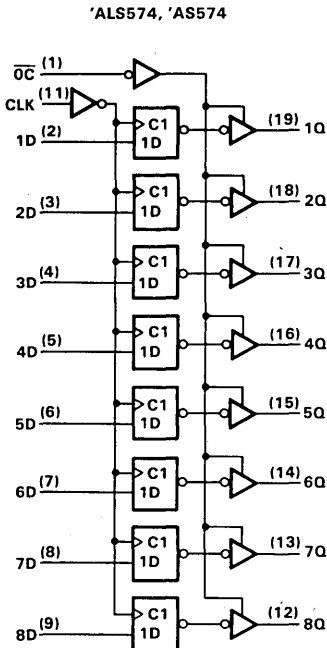 'ALS574, 'AS574
OC (1)
CLK (11)
C1 (19) 1Q
1D (2) 1D
C1 (18) 2Q
2D (3) 1D
C1 (17) 3Q
3D (4) 1D
C1 (16) 4Q
4D (5) 1D
C1 (15) 5Q
5D (6) 1D
C1 (14) 6Q
6D (7) 1D
C1 (13) 7Q
7D (8) 1D
C1 (12) 8Q
8D (9) 1D